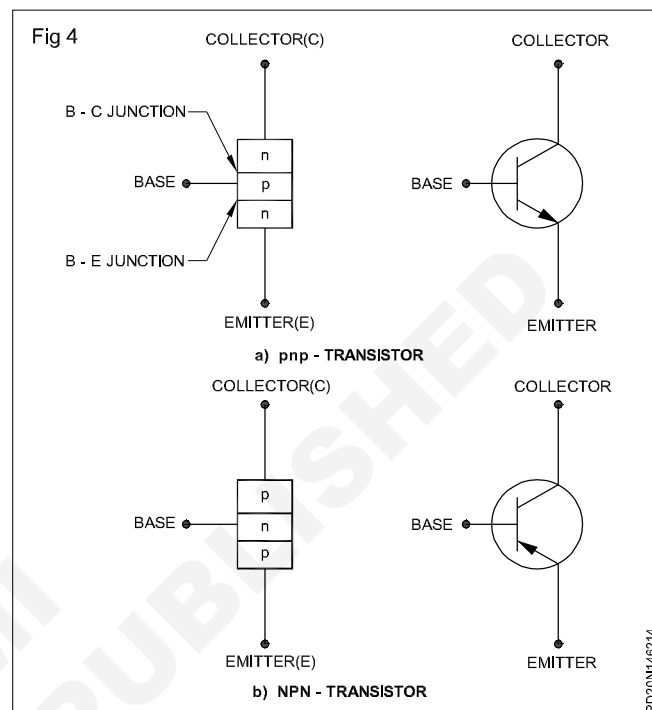 Fig 4
COLLECTOR(C) COLLECTOR
B - C JUNCTION
n
BASE p BASE
n
B - E JUNCTION
EMITTER(E) EMITTER
a) pnp - TRANSISTOR
COLLECTOR(C) COLLECTOR
p
BASE n BASE
p
EMITTER(E) EMITTER
b) NPN - TRANSISTOR
PUBLISHED